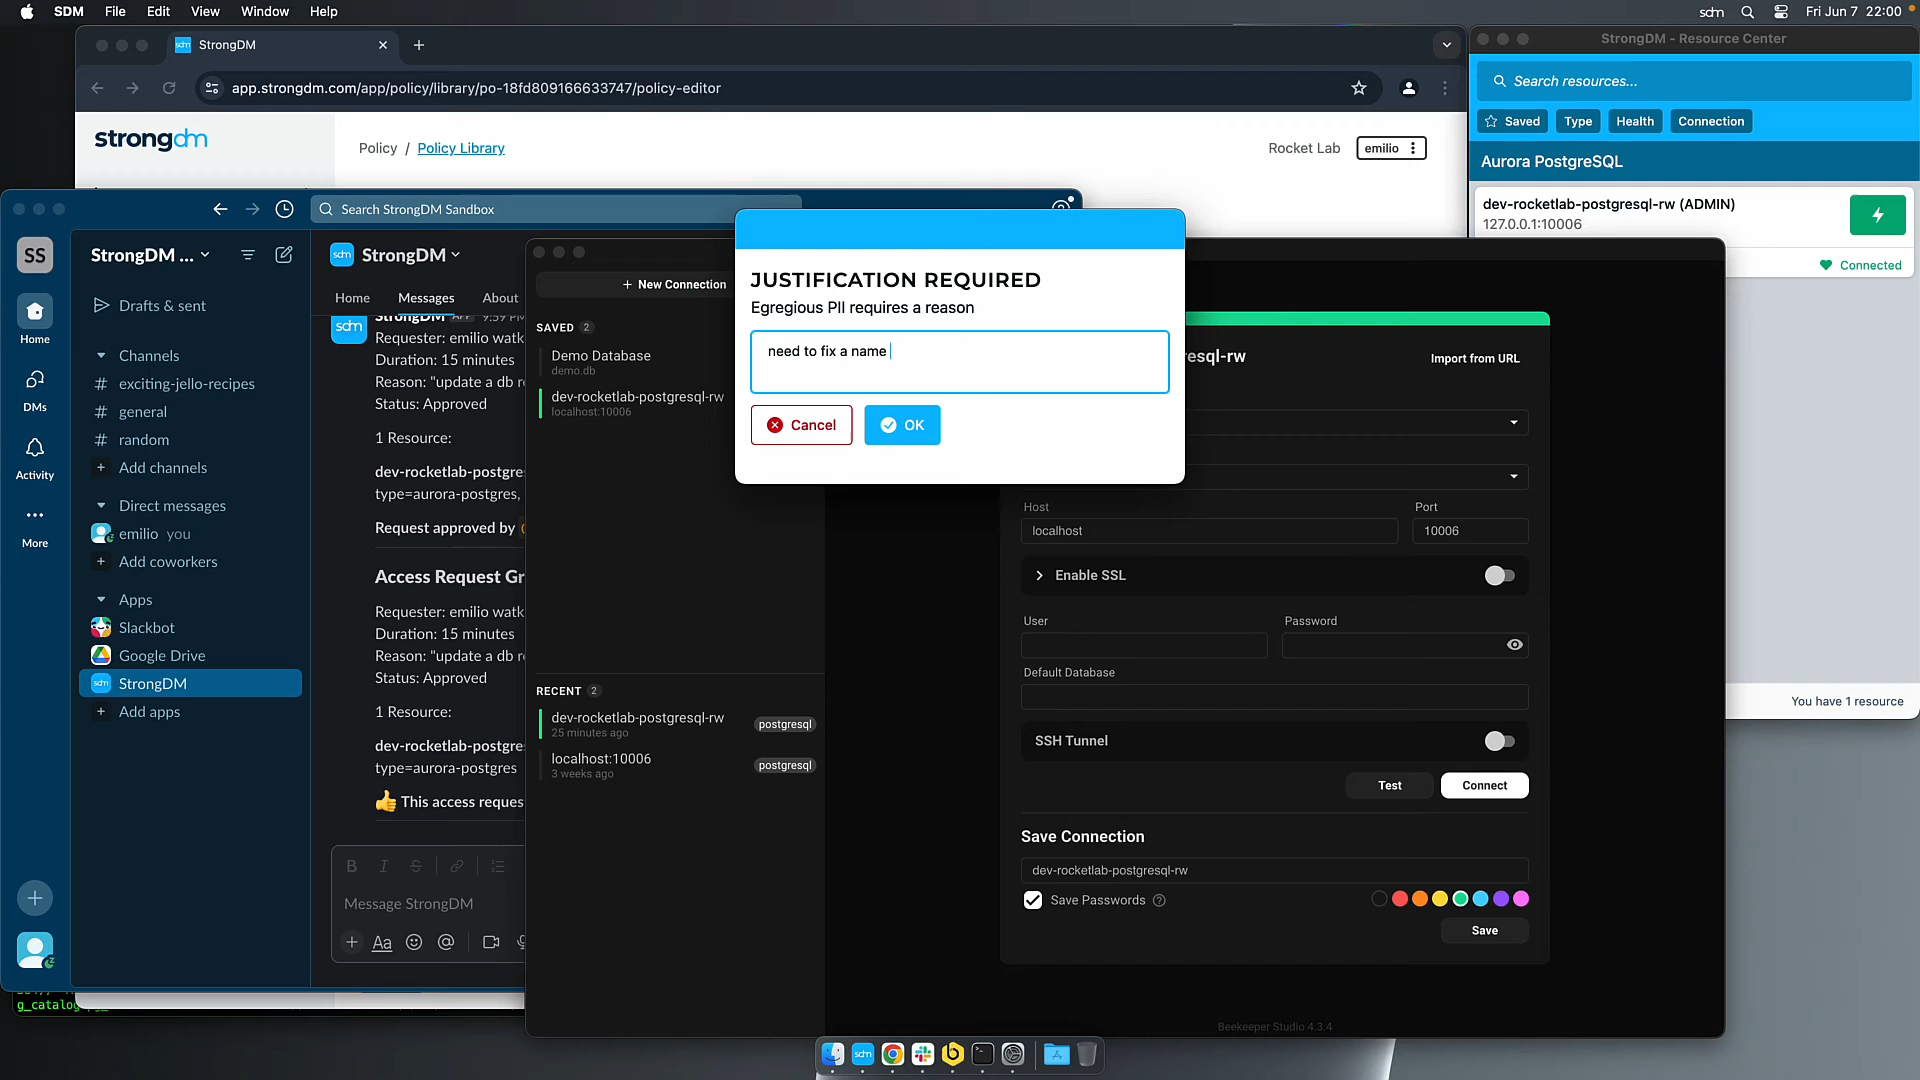 SDM File Edit View Window Help
sdm Fri Jun 7 22:00
StrongDM
app.strongdm.com/app/policy/library/po-18fd809166633747/policy-editor
strongdm
Policy / Policy Library
Rocket Lab emilio
StrongDM - Resource Center
Search resources...
Saved Type Health Connection
Aurora PostgreSQL
dev-rocketlab-postgresql-rw (ADMIN)
127.0.0.1:10006
Connected
You have 1 resource
Search StrongDM Sandbox
SS
Home
DMs
Activity
More
StrongDM ...
Drafts & sent
Channels
# exciting-jello-recipes
# general
# random
+ Add channels
Direct messages
emilio you
+ Add coworkers
Apps
Slackbot
Google Drive
sdm StrongDM
+ Add apps
sdm StrongDM
Home Messages About
sdm StrongDM APP 9:59 PM
Requester: emilio watk
Duration: 15 minutes
Reason: "update a db r
Status: Approved
1 Resource:
dev-rocketlab-postgres
type=aurora-postgres,
Request approved by
Access Request Gr
Requester: emilio watk
Duration: 15 minutes
Reason: "update a db r
Status: Approved
1 Resource:
dev-rocketlab-postgre
type=aurora-postgres
👍 This access reques
Message StrongDM
g_catalog
+ New Connection
SAVED 2
Demo Database
demo.db
dev-rocketlab-postgresql-rw
localhost:10006
RECENT 2
dev-rocketlab-postgresql-rw postgresql
25 minutes ago
localhost:10006 postgresql
3 weeks ago
JUSTIFICATION REQUIRED
Egregious PII requires a reason
need to fix a name
Cancel OK
esql-rw Import from URL
Host Port
localhost 10006
Enable SSL
User Password
Default Database
SSH Tunnel
Test Connect
Save Connection
dev-rocketlab-postgresql-rw
Save Passwords
Save
Beekeeper Studio 4.3.4
sdm